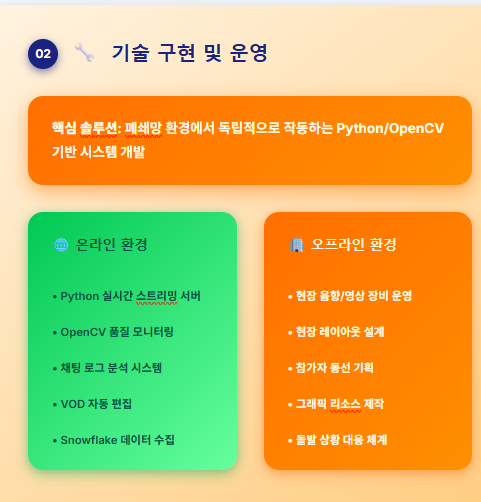 02 기술 구현 및 운영
핵심 솔루션: 폐쇄망 환경에서 독립적으로 작동하는 Python/OpenCV
기반 시스템 개발
온라인 환경
• Python 실시간 스트리밍 서버
• OpenCV 품질 모니터링
• 채팅 로그 분석 시스템
• VOD 자동 편집
• Snowflake 데이터 수집
오프라인 환경
• 현장 음향/영상 장비 운영
• 현장 레이아웃 설계
• 참가자 동선 기획
• 그래픽 리소스 제작
• 돌발 상황 대응 체계